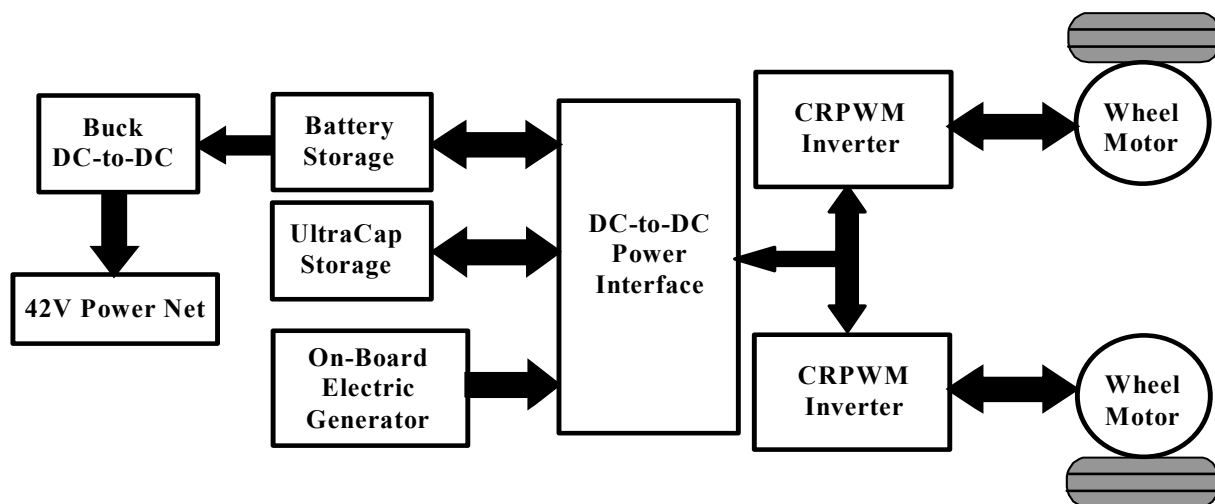 Buck
DC-to-DC
42V Power Net
Battery
Storage
UltraCap
Storage
On-Board
Electric
Generator
DC-to-DC
Power
Interface
CRPWM
Inverter
Wheel
Motor
CRPWM
Inverter
Wheel
Motor